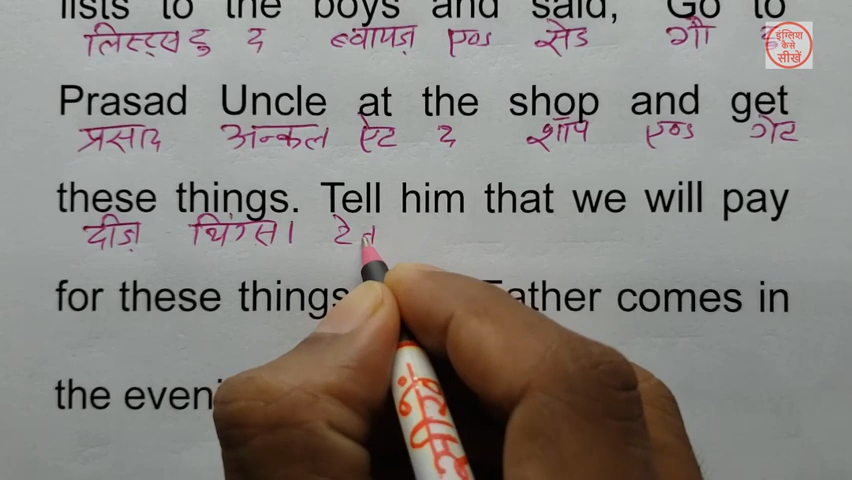 lists to the boys and said, Go to
लिस्ट्स टु द ब्वायज़ एण्ड सेड गौ टु
इंग्लिश
कैसे
सीखें
Prasad Uncle at the shop and get
प्रसाद अन्कल ऐट द शॉप एण्ड गेट
these things. Tell him that we will pay
दीज़ थिंग्स। टे
for these things Father comes in
the eveni